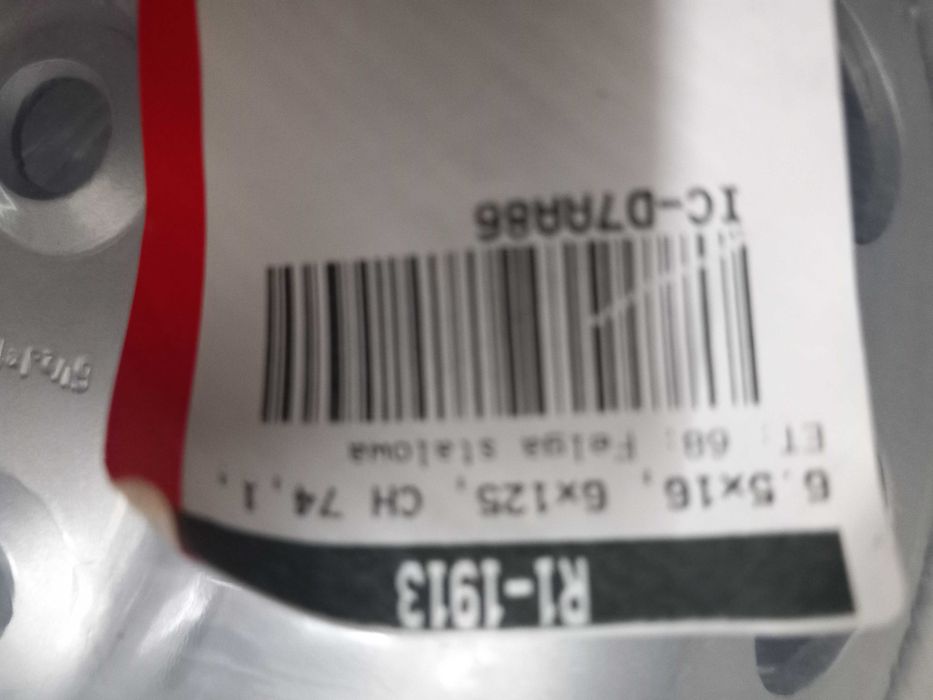 R1-1913
6.5x16, 6x125, CH 74,1,
ET: 68; Felga stalowa
IC-D7AA86